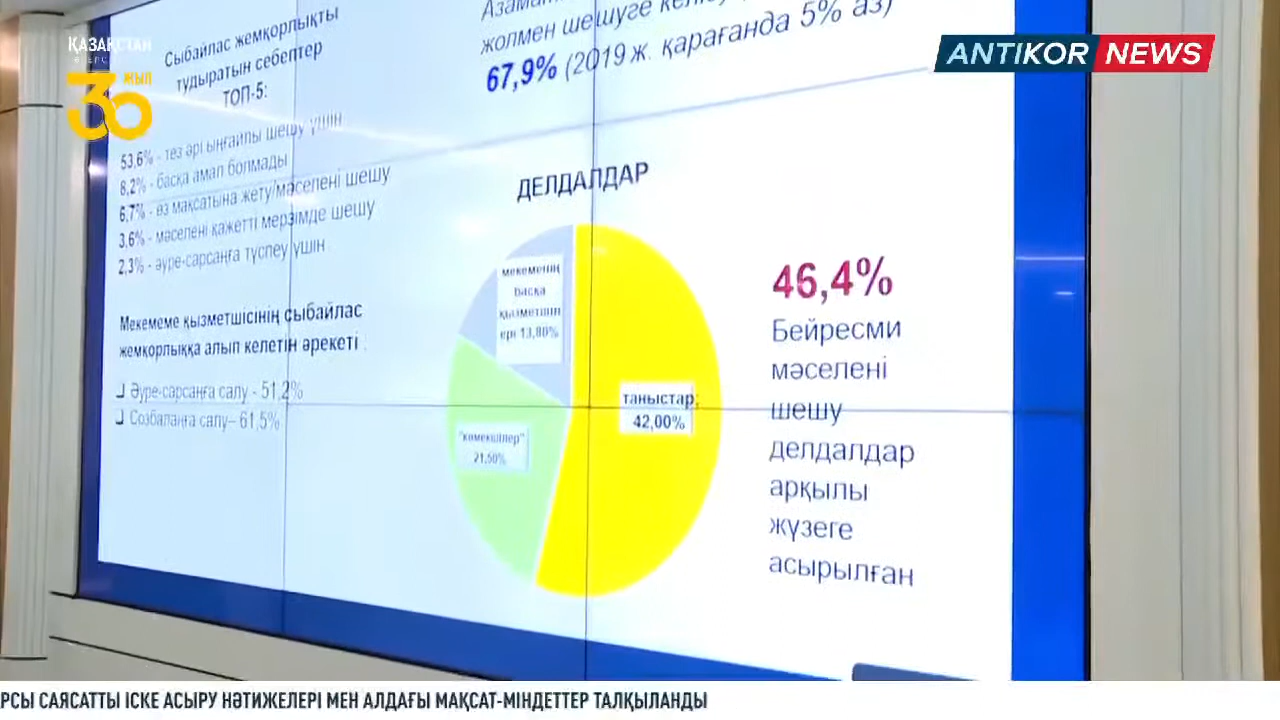 ҚАЗАҚСТАН
30 ЖЫЛ
ANTIKOR NEWS
Сыбайлас жемқорлықты
тудыратын себептер
ТОП-5:
53,6% - тез әрі ыңғайлы шешу үшін
8,2% - басқа амал болмады
6,7% - өз мақсатына жету/мәселені шешу
3,6% - мәселені қажетті мерзімде шешу
2,3% - әуре-сарсаңға түспеу үшін
Мекемеме қызметшісінің сыбайлас
жемқорлыққа алып келетін әрекеті
Әуре-сарсаңға салу - 51,2%
Созбалаңға салу– 61,5%
жолмен шешуге
67,9% (2019 ж. қарағанда 5% аз)
ДЕЛДАЛДАР
мекеменің
басқа
қызметшіл
ері 13,80%
таныстар;
42,00%
"көмекшілер"
21,50%
46,4%
Бейресми
мәселені
шешу
делдалдар
арқылы
жүзеге
асырылған
РСЫ САЯСАТТЫ ІСКЕ АСЫРУ НӘТИЖЕЛЕРІ МЕН АЛДАҒЫ МАҚСАТ-МІНДЕТТЕР ТАЛҚЫЛАНДЫ